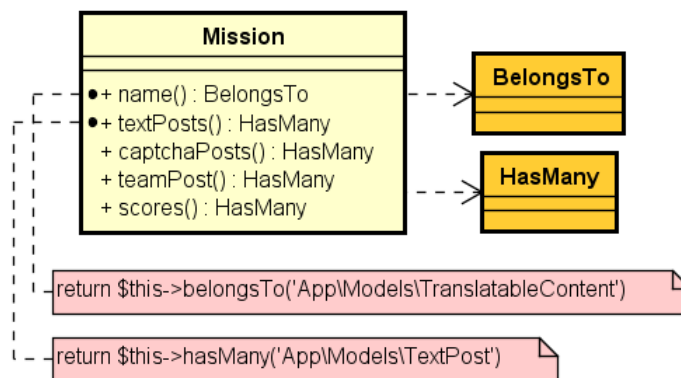 Mission
+ name() : BelongsTo
+ textPosts() : HasMany
+ captchaPosts() : HasMany
+ teamPost() : HasMany
+ scores() : HasMany
BelongsTo
HasMany
return $this->belongsTo('App\Models\TranslatableContent')
return $this->hasMany('App\Models\TextPost')